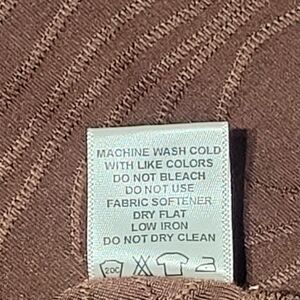 MACHINE WASH COLD
WITH LIKE COLORS
DO NOT BLEACH
DO NOT USE
FABRIC SOFTENER
DRY FLAT
LOW IRON
DO NOT DRY CLEAN
20C